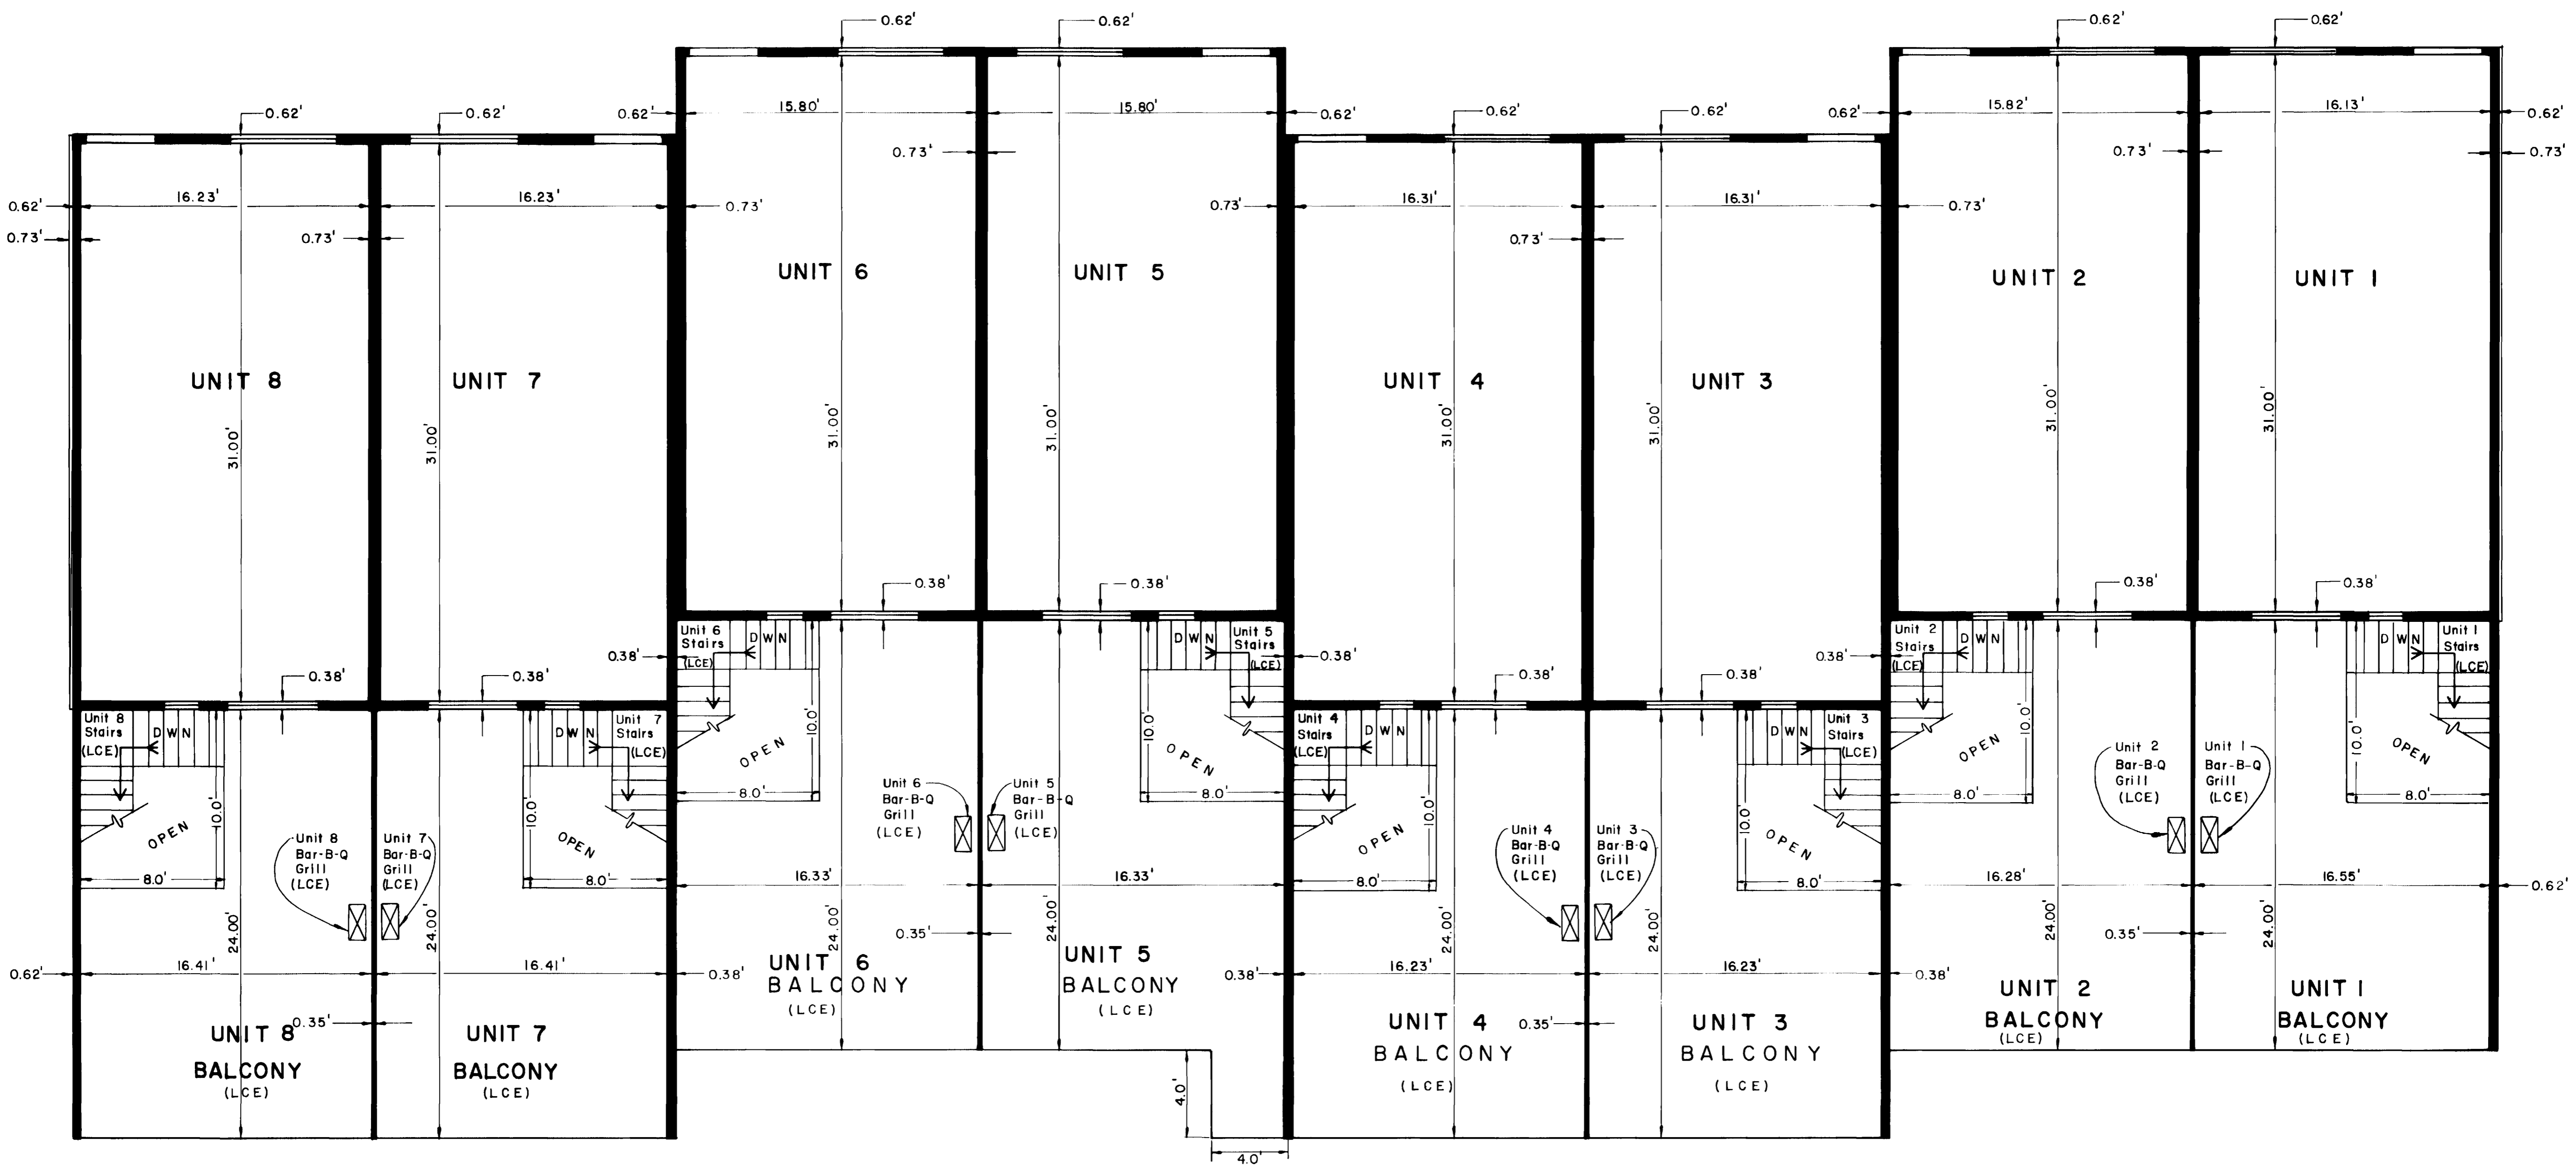 0.62'
0.62'
0.62'
0.62'
0.62'
0.62'
0.62'
15.80'
15.80'
0.62'
0.62'
0.62'
0.62'
15.82'
16.13'
0.62'
0.73'
0.73'
0.73'
0.62'
16.23'
16.23'
0.73'
0.73'
16.31'
16.31'
0.73'
0.73'
0.73'
0.73'
UNIT 6
UNIT 5
UNIT 2
UNIT 1
UNIT 8
UNIT 7
UNIT 4
UNIT 3
31.00'
31.00'
31.00'
31.00'
31.00'
31.00'
31.00'
31.00'
0.38'
0.38'
0.38'
0.38'
Unit 6
Stairs
(LCE)
DWN
DWN
Unit 5
Stairs
(LCE)
Unit 2
Stairs
(LCE)
DWN
DWN
Unit 1
Stairs
(LCE)
0.38'
0.38'
0.38'
0.38'
0.38'
0.38'
0.38'
Unit 8
Stairs
(LCE)
DWN
DWN
Unit 7
Stairs
(LCE)
Unit 4
Stairs
(LCE)
DWN
DWN
Unit 3
Stairs
(LCE)
10.0'
OPEN
8.0'
10.0'
OPEN
8.0'
10.0'
OPEN
8.0'
10.0'
OPEN
8.0'
Unit 6
Bar-B-Q
Grill
(LCE)
Unit 5
Bar-B-Q
Grill
(LCE)
Unit 2
Bar-B-Q
Grill
(LCE)
Unit 1
Bar-B-Q
Grill
(LCE)
10.0'
OPEN
8.0'
10.0'
OPEN
8.0'
10.0'
OPEN
8.0'
10.0'
OPEN
8.0'
Unit 8
Bar-B-Q
Grill
(LCE)
Unit 7
Bar-B-Q
Grill
(LCE)
Unit 4
Bar-B-Q
Grill
(LCE)
Unit 3
Bar-B-Q
Grill
(LCE)
16.33'
16.33'
16.28'
16.55'
0.62'
24.00'
24.00'
24.00'
24.00'
24.00'
24.00'
24.00'
24.00'
0.35'
0.35'
0.62'
16.41'
16.41'
0.38'
0.38'
16.23'
16.23'
0.38'
UNIT 6
BALCONY
(LCE)
UNIT 5
BALCONY
(LCE)
UNIT 2
BALCONY
(LCE)
UNIT 1
BALCONY
(LCE)
0.35'
0.35'
UNIT 8
BALCONY
(LCE)
UNIT 7
BALCONY
(LCE)
UNIT 4
BALCONY
(LCE)
UNIT 3
BALCONY
(LCE)
4.0'
4.0'